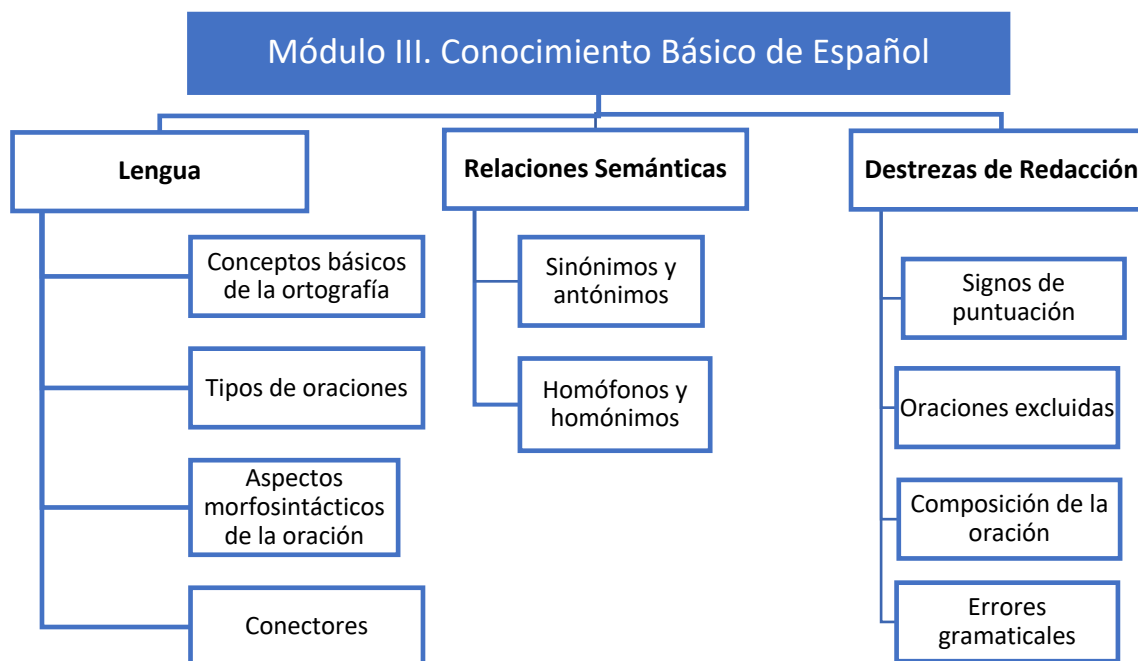 Módulo III. Conocimiento Básico de Español
Lengua
Conceptos básicos
de la ortografía
Tipos de oraciones
Aspectos
morfosintácticos
de la oración
Conectores
Relaciones Semánticas
Sinónimos y
antónimos
Homófonos y
homónimos
Destrezas de Redacción
Signos de
puntuación
Oraciones excluidas
Composición de la
oración
Errores
gramaticales